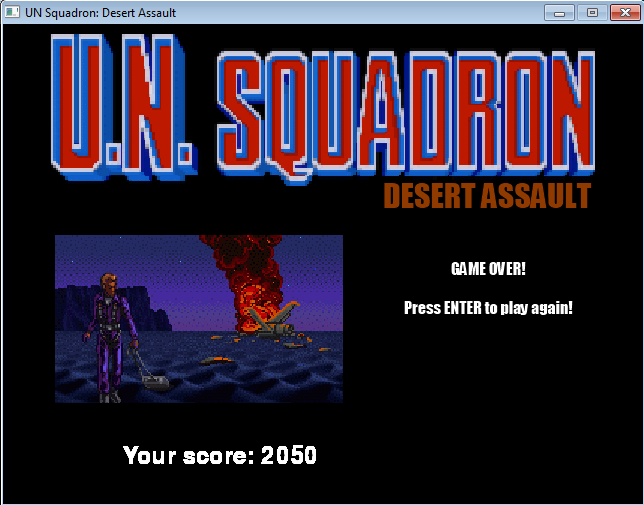 UN Squadron: Desert Assault
U.N. SQUADRON
DESERT ASSAULT
GAME OVER!
Press ENTER to play again!
Your score: 2050